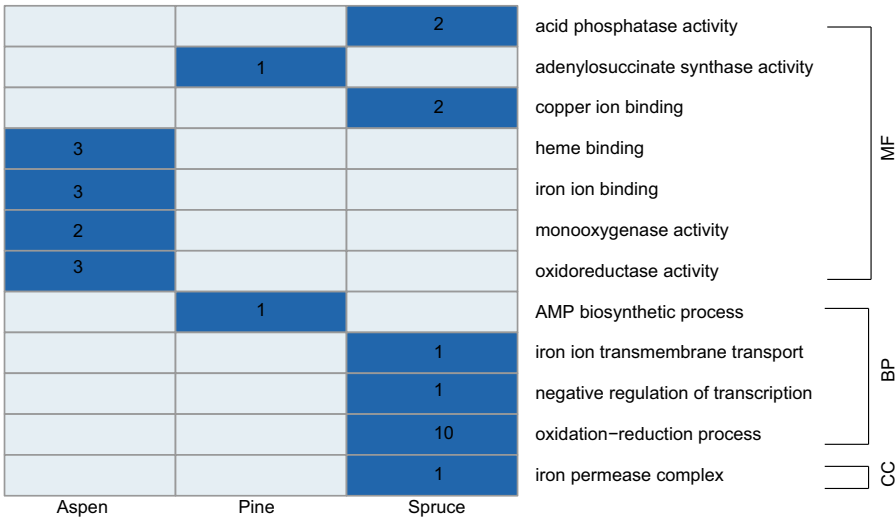 2 acid phosphatase activity
1 adenylosuccinate synthase activity
2 copper ion binding
3 heme binding
3 iron ion binding
2 monooxygenase activity
3 oxidoreductase activity
MF
1 AMP biosynthetic process
1 iron ion transmembrane transport
1 negative regulation of transcription
10 oxidation−reduction process
BP
1 iron permease complex
CC
Aspen Pine Spruce